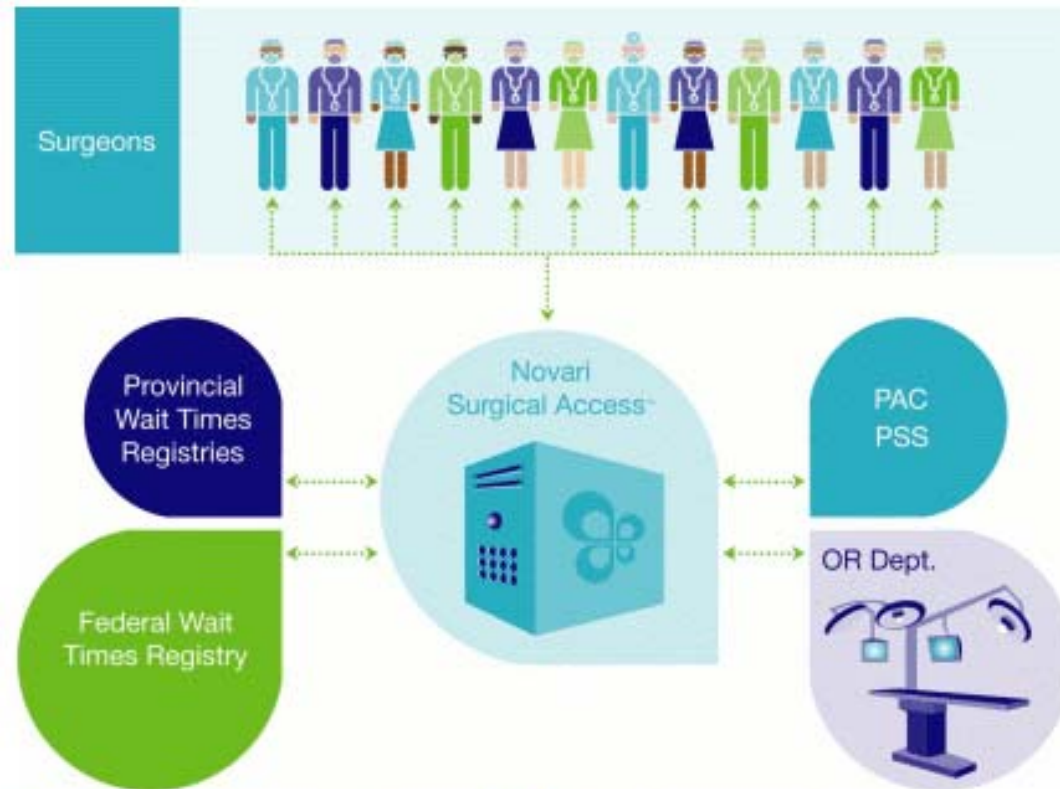 Surgeons
Provincial
Wait Times
Registries
Novari
Surgical Access™
PAC
PSS
Federal Wait
Times Registry
OR Dept.